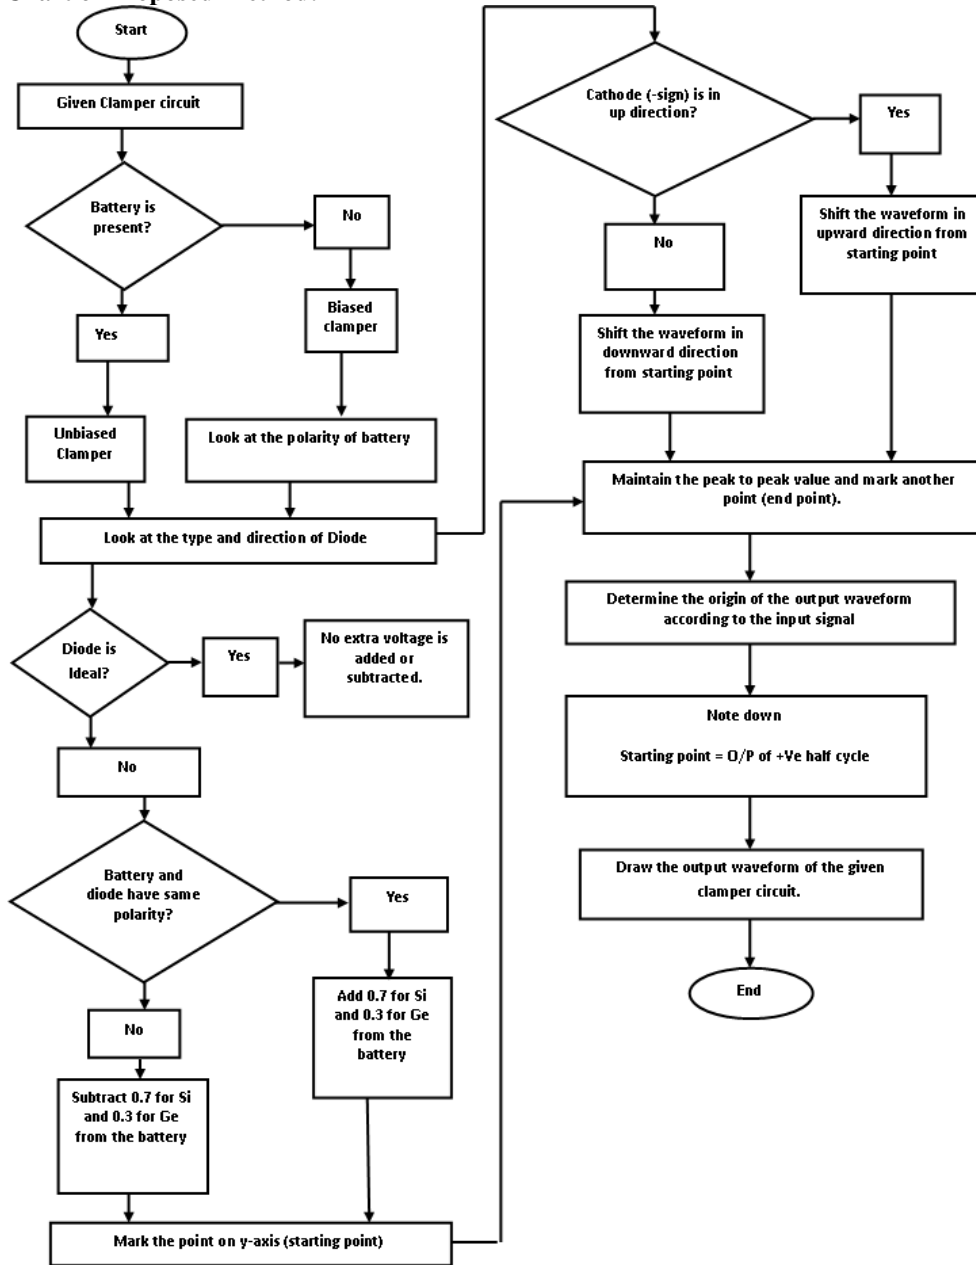 Start
Given Clamper circuit
Battery is
present?
No
Yes
Biased
clamper
Unbiased
Clamper
Look at the polarity of battery
Look at the type and direction of Diode
Diode is
Ideal?
Yes
No extra voltage is
added or
subtracted.
No
Battery and
diode have same
polarity?
Yes
No
Add 0.7 for Si
and 0.3 for Ge
from the
battery
Subtract 0.7 for Si
and 0.3 for Ge
from the battery
Mark the point on y-axis (starting point)
Cathode (-sign) is in
up direction?
Yes
No
Shift the waveform in
upward direction from
starting point
Shift the waveform in
downward direction
from starting point
Maintain the peak to peak value and mark another
point (end point).
Determine the origin of the output waveform
according to the input signal
Note down
Starting point = O/P of +Ve half cycle
Draw the output waveform of the given
clamper circuit.
End